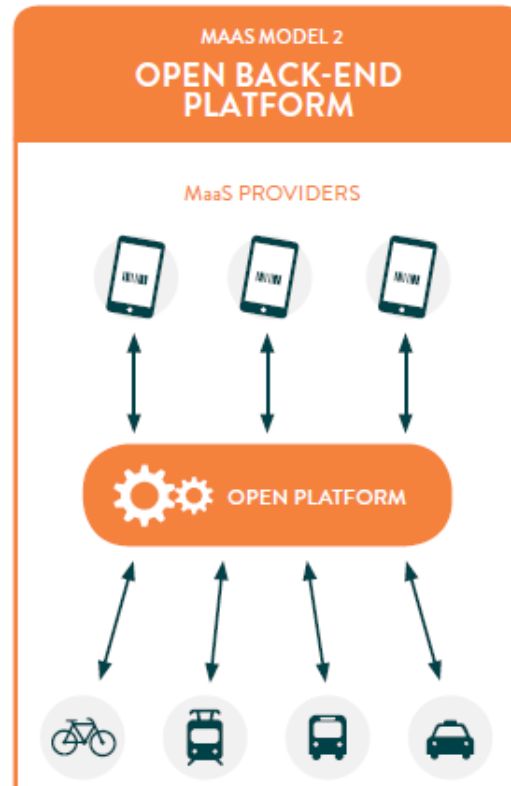 MAAS MODEL 2
OPEN BACK-END
PLATFORM
MaaS PROVIDERS
OPEN PLATFORM